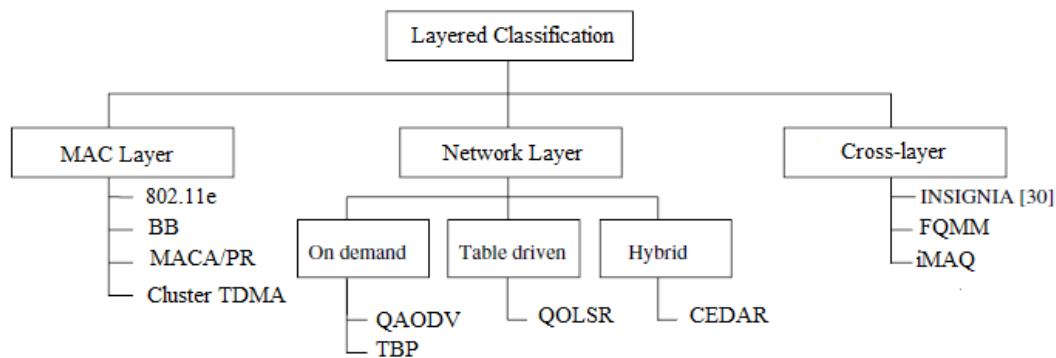 Layered Classification
MAC Layer
Network Layer
Cross-layer
802.11e
BB
MACA/PR
Cluster TDMA
On demand
Table driven
Hybrid
QAODV
TBP
QOLSR
CEDAR
INSIGNIA [30]
FQMM
iMAQ